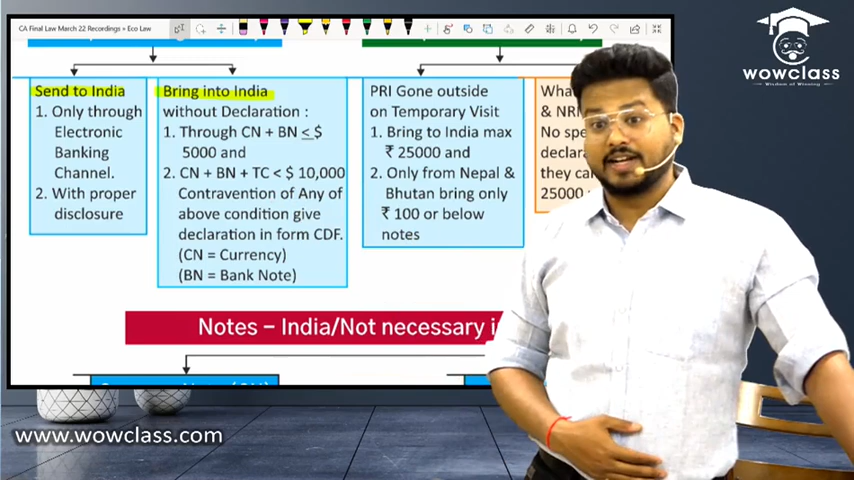 CA Final Law March 22 Recordings » Eco Law
wowclass
Wisdom of Winning
Send to India
1. Only through
Electronic
Banking
Channel.
2. With proper
disclosure
Bring into India
without Declaration :
1. Through CN + BN ≤ $
5000 and
2. CN + BN + TC < $ 10,000
Contravention of Any of
above condition give
declaration in form CDF.
(CN = Currency)
(BN = Bank Note)
PRI Gone outside
on Temporary Visit
1. Bring to India max
₹ 25000 and
2. Only from Nepal &
Bhutan bring only
₹ 100 or below
notes
& NRI
No spe
decla
they ca
25000
Notes – India/Not necessary i
www.wowclass.com